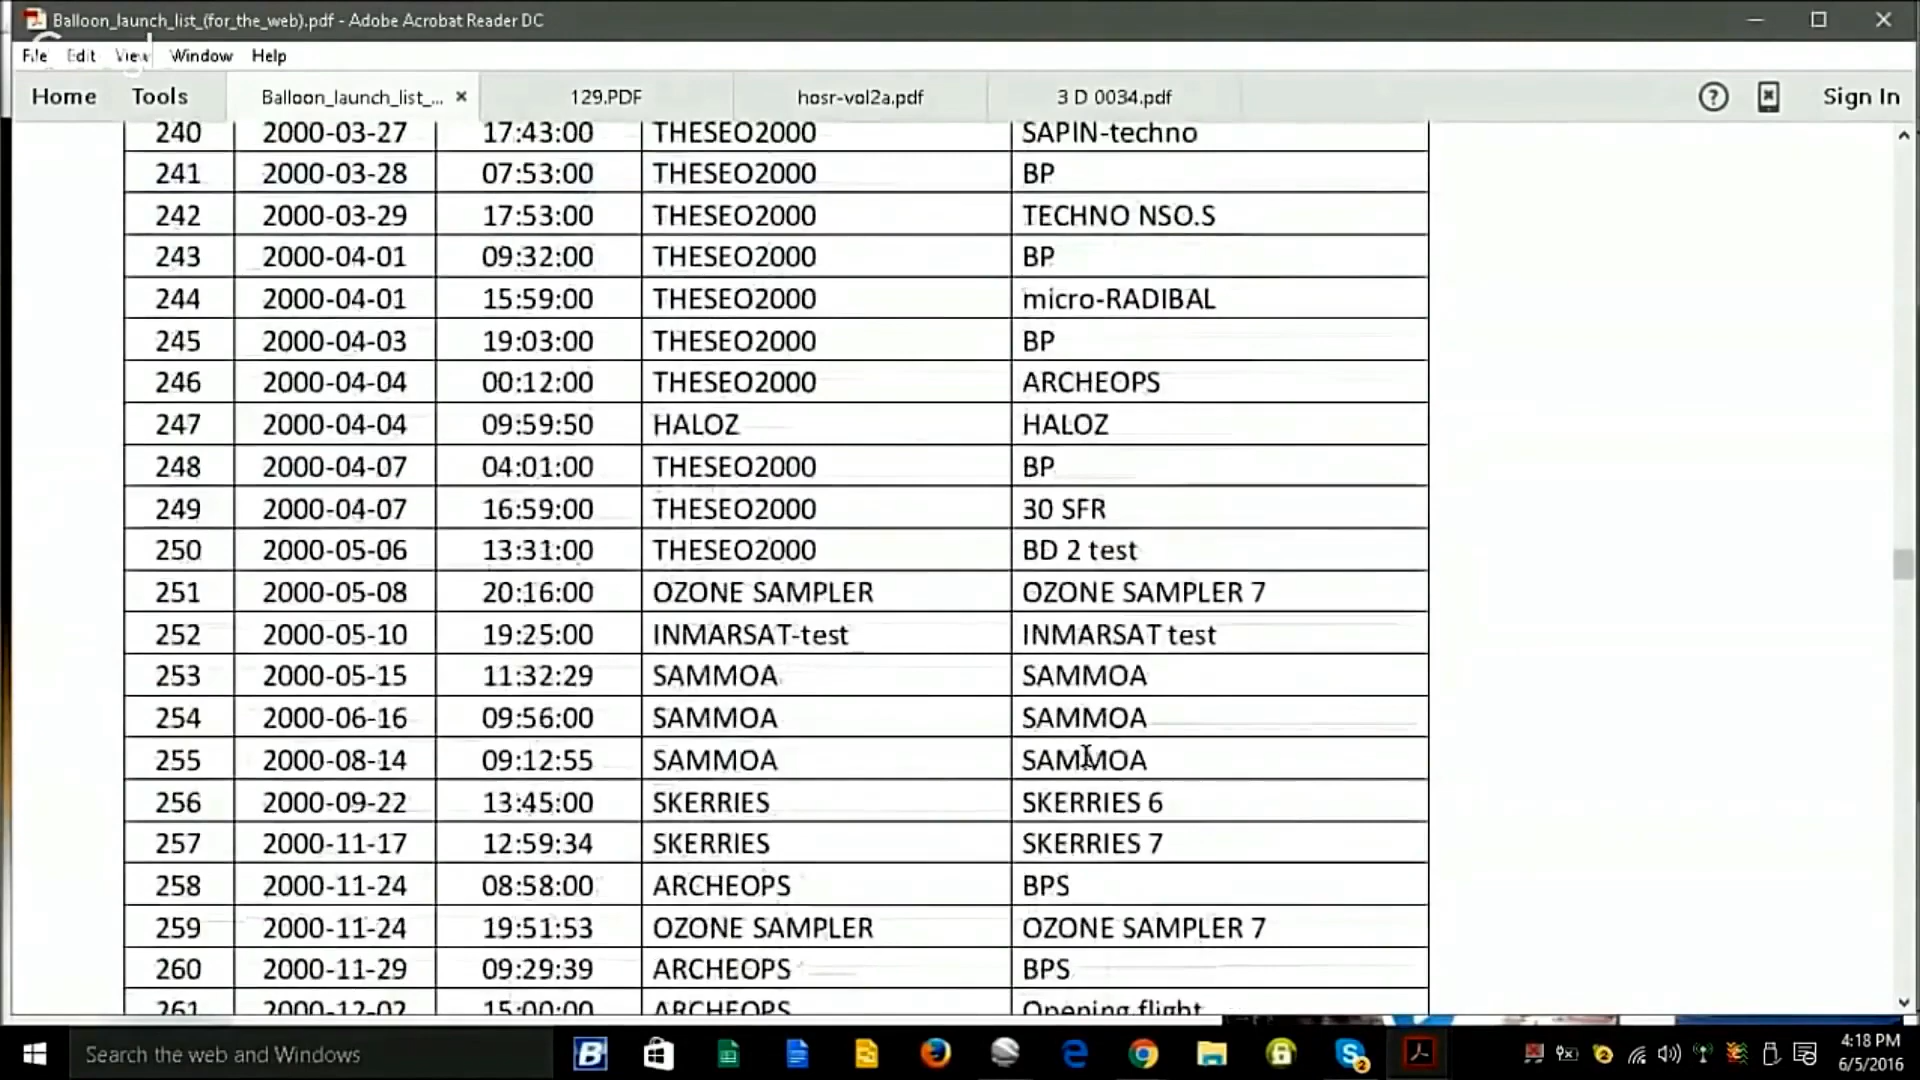 Balloon_launch_list_(for_the_web).pdf - Adobe Acrobat Reader DC
File Edit View Window Help
Home Tools Balloon_launch_list_... × 129.PDF hosr-vol2a.pdf 3 D 0034.pdf ? Sign In
240 2000-03-27 17:43:00 THESEO2000 SAPIN-techno
241 2000-03-28 07:53:00 THESEO2000 BP
242 2000-03-29 17:53:00 THESEO2000 TECHNO NSO.S
243 2000-04-01 09:32:00 THESEO2000 BP
244 2000-04-01 15:59:00 THESEO2000 micro-RADIBAL
245 2000-04-03 19:03:00 THESEO2000 BP
246 2000-04-04 00:12:00 THESEO2000 ARCHEOPS
247 2000-04-04 09:59:50 HALOZ HALOZ
248 2000-04-07 04:01:00 THESEO2000 BP
249 2000-04-07 16:59:00 THESEO2000 30 SFR
250 2000-05-06 13:31:00 THESEO2000 BD 2 test
251 2000-05-08 20:16:00 OZONE SAMPLER OZONE SAMPLER 7
252 2000-05-10 19:25:00 INMARSAT-test INMARSAT test
253 2000-05-15 11:32:29 SAMMOA SAMMOA
254 2000-06-16 09:56:00 SAMMOA SAMMOA
255 2000-08-14 09:12:55 SAMMOA SAMMOA
256 2000-09-22 13:45:00 SKERRIES SKERRIES 6
257 2000-11-17 12:59:34 SKERRIES SKERRIES 7
258 2000-11-24 08:58:00 ARCHEOPS BPS
259 2000-11-24 19:51:53 OZONE SAMPLER OZONE SAMPLER 7
260 2000-11-29 09:29:39 ARCHEOPS BPS
261 2000-12-02 15:00:00 ARCHEOPS Opening flight
Search the web and Windows
4:18 PM
6/5/2016